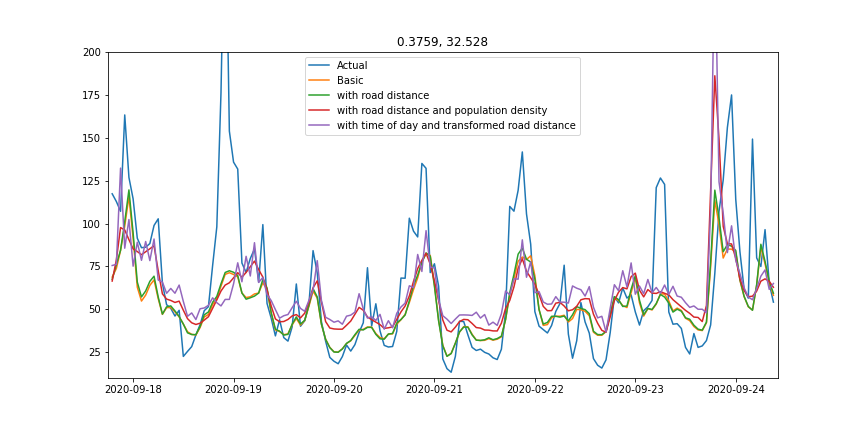 0.3759, 32.528
200
175
150
125
100
75
50
25
Actual
Basic
with road distance
with road distance and population density
with time of day and transformed road distance
2020-09-18 2020-09-19 2020-09-20 2020-09-21 2020-09-22 2020-09-23 2020-09-24